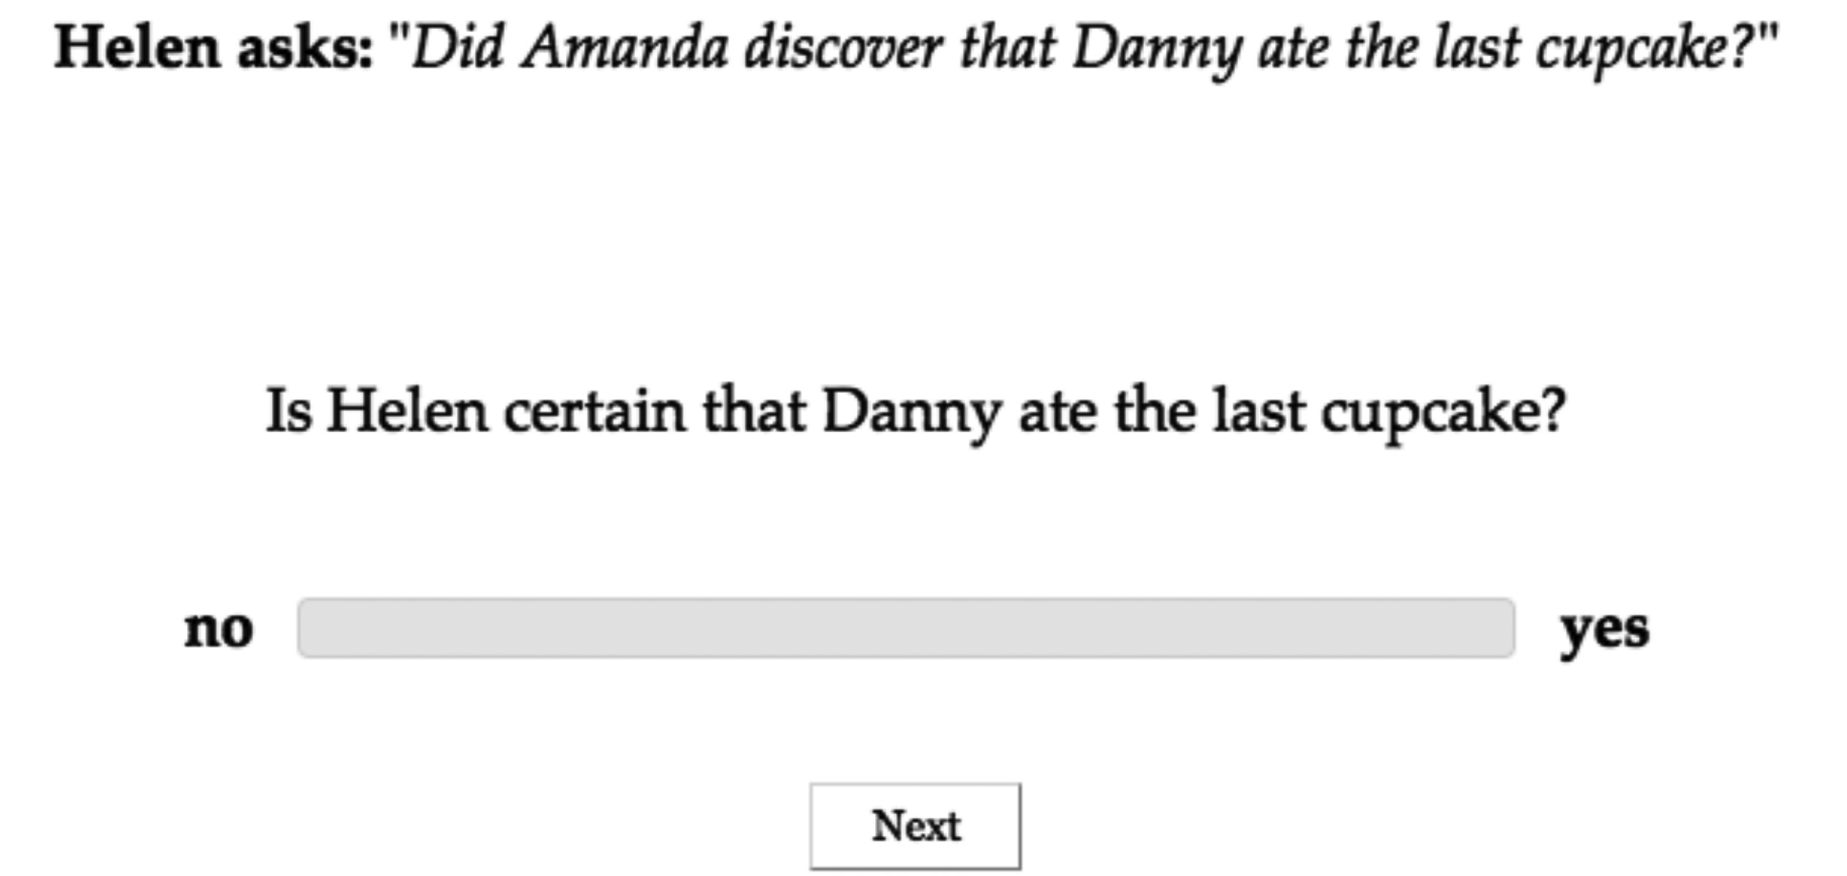 Helen asks: "Did Amanda discover that Danny ate the last cupcake?"
Is Helen certain that Danny ate the last cupcake?
no yes
Next